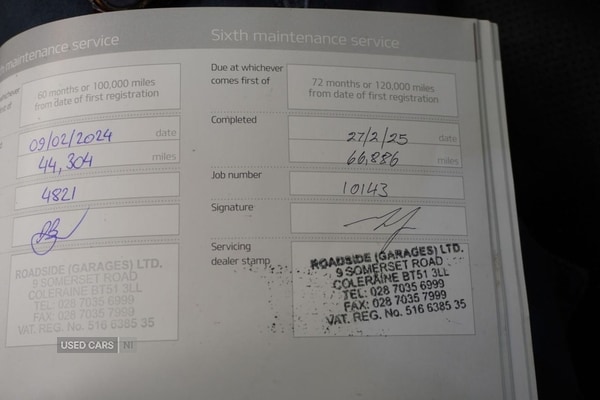 maintenance service
60 months or 100,000 miles
from date of first registration
09/02/2024 date
44,304 miles
4821
ROADSIDE (GARAGES) LTD.
9 SOMERSET ROAD
COLERAINE BT51 3LL
TEL: 028 7035 6999
FAX: 028 7035 7999
VAT. REG. No. 516 6385 35
Sixth maintenance service
Due at whichever
comes first of
72 months or 120,000 miles
from date of first registration
Completed
27/2/25 date
66,886 miles
Job number
10143
Signature
Servicing
dealer stamp
ROADSIDE (GARAGES) LTD.
9 SOMERSET ROAD
COLERAINE BT51 3LL
TEL: 028 7035 6999
FAX: 028 7035 7999
VAT. REG. No. 516 6385 35
USED CARS NI